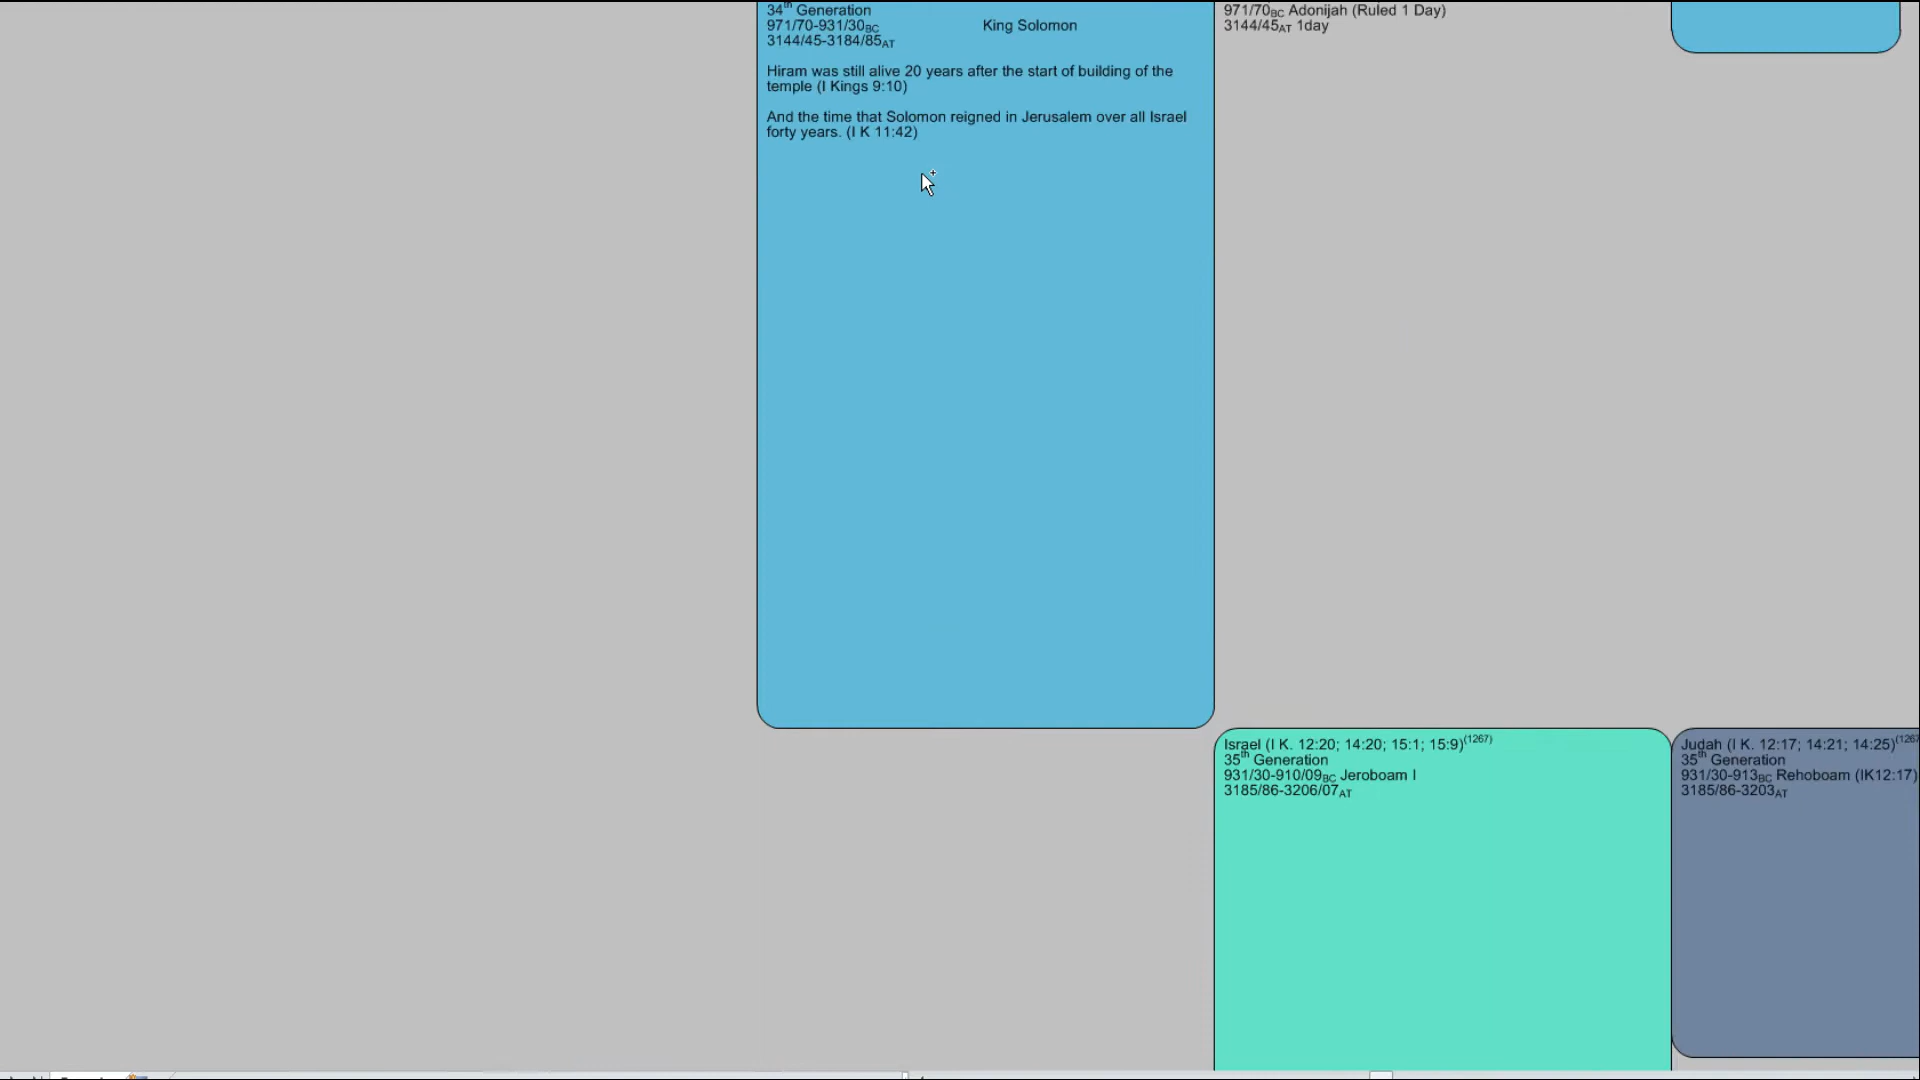 34th Generation
971/70-931/30BC King Solomon
3144/45-3184/85AT
Hiram was still alive 20 years after the start of building of the
temple (I Kings 9:10)
And the time that Solomon reigned in Jerusalem over all Israel
forty years. (I K 11:42)
971/70BC Adonijah (Ruled 1 Day)
3144/45AT 1day
Israel (I K. 12:20; 14:20; 15:1; 15:9)(1267)
35th Generation
931/30-910/09BC Jeroboam I
3185/86-3206/07AT
Judah (I K. 12:17; 14:21; 14:25)(1267
35th Generation
931/30-913BC Rehoboam (IK12:17)
3185/86-3203AT